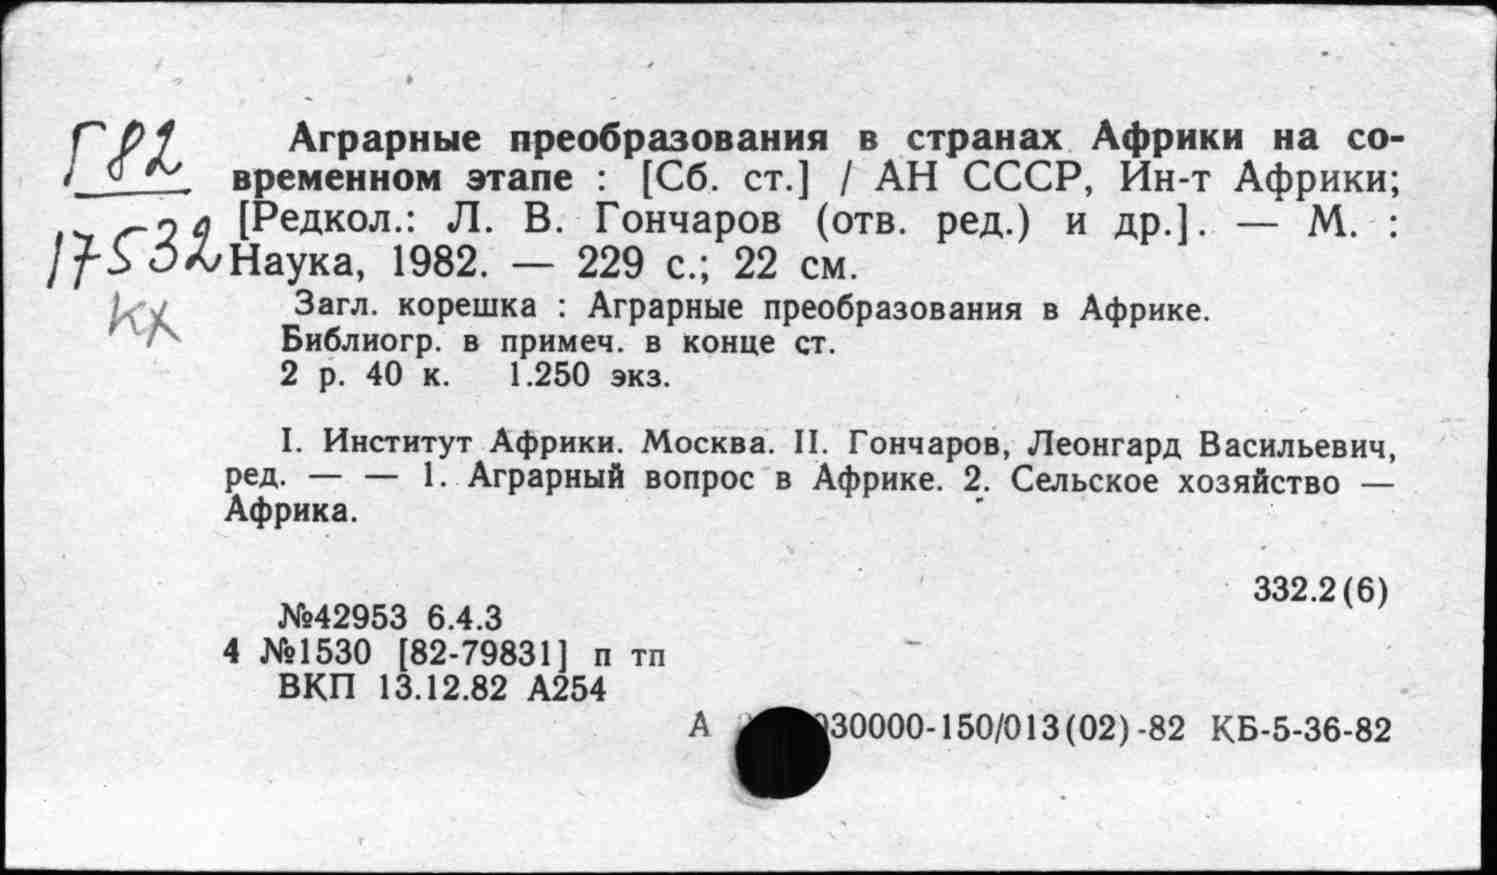 Г82
17532
кх
Аграрные преобразования в странах Африки на со-
временном этапе : [Сб. ст.] / АН СССР, Ин-т Африки;
[Редкол.: Л. В. Гончаров (отв. ред.) и др.]. — М. :
Наука, 1982. — 229 с.; 22 см.
Загл. корешка : Аграрные преобразования в Африке.
Библиогр. в примеч. в конце ст.
2 р. 40 к. 1.250 экз.
I. Институт Африки. Москва. II. Гончаров, Леонгард Васильевич,
ред. — — 1. Аграрный вопрос в Африке. 2. Сельское хозяйство —
Африка.
332.2(6)
№42953 6.4.3
4 №1530 [82-79831] п тп
ВКП 13.12.82 А254
А 30000-150/013(02)-82 КБ-5-36-82